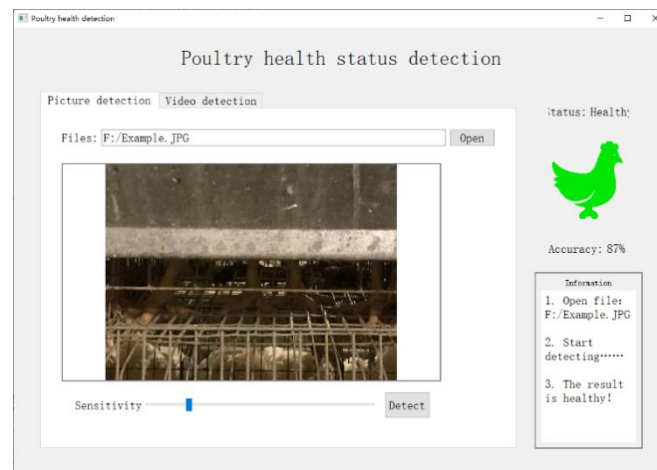 Poultry health detection
Poultry health status detection
Picture detection Video detection
Files: F:/Example.JPG Open
Sensitivity Detect
Status: Healthy
Accuracy: 87%
Information
1. Open file:
F:/Example.JPG
2. Start
detecting······
3. The result
is healthy!